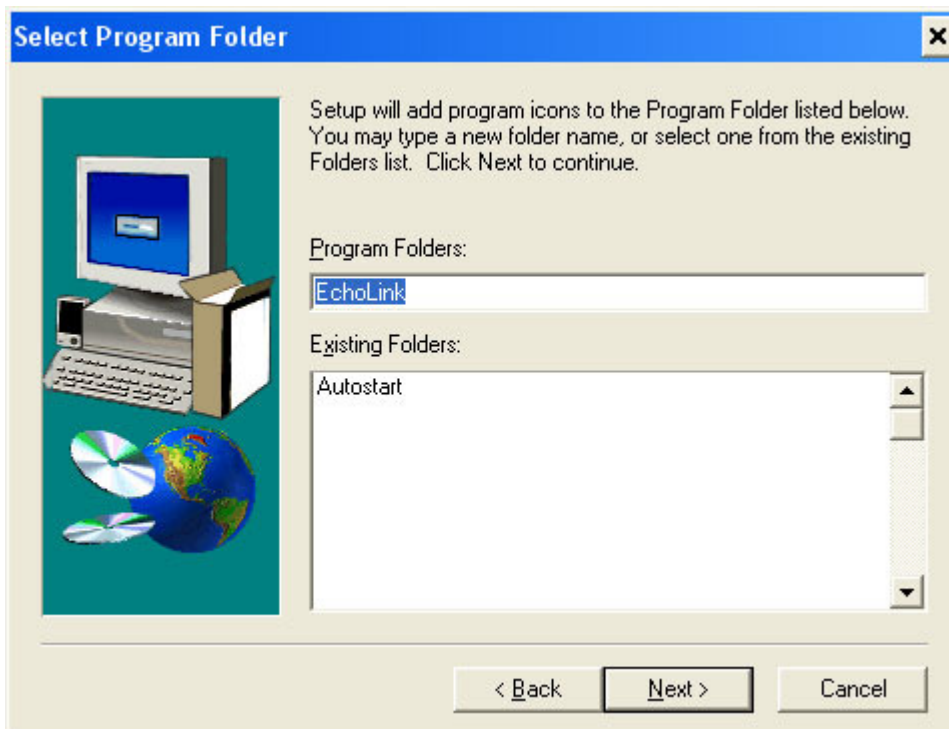 Select Program Folder
Setup will add program icons to the Program Folder listed below.
You may type a new folder name, or select one from the existing
Folders list.  Click Next to continue.
Program Folders:
EchoLink
Existing Folders:
Autostart
< Back
Next >
Cancel